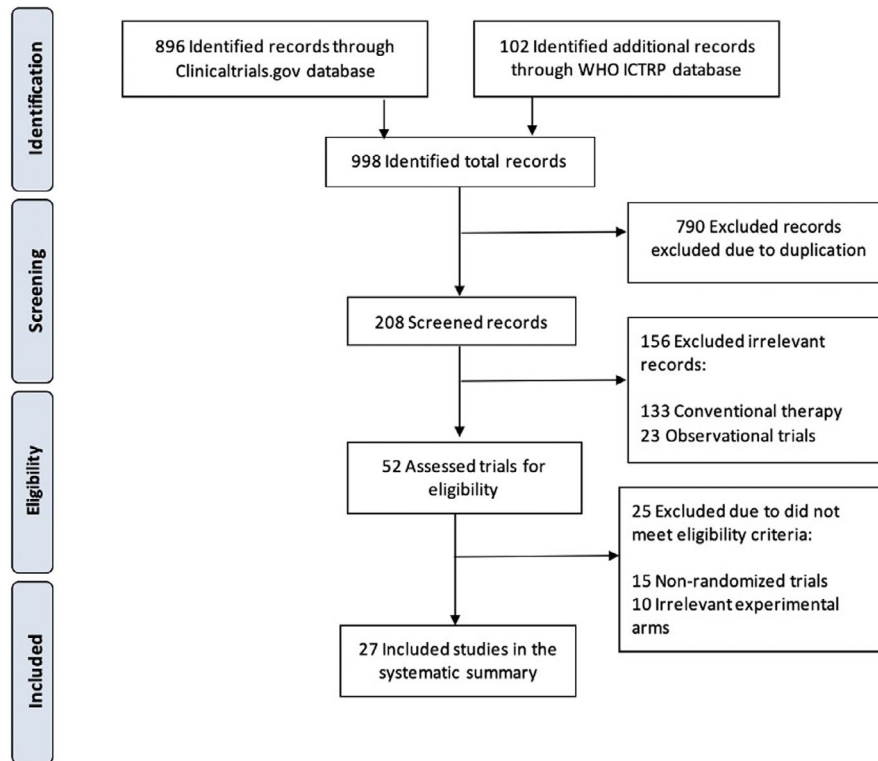 Identification
896 Identified records through
Clinicaltrials.gov database
102 Identified additional records
through WHO ICTRP database
998 Identified total records
Screening
790 Excluded records
excluded due to duplication
208 Screened records
156 Excluded irrelevant
records:
133 Conventional therapy
23 Observational trials
Eligibility
52 Assessed trials for
eligibility
25 Excluded due to did not
meet eligibility criteria:
15 Non-randomized trials
10 Irrelevant experimental
arms
Included
27 Included studies in the
systematic summary